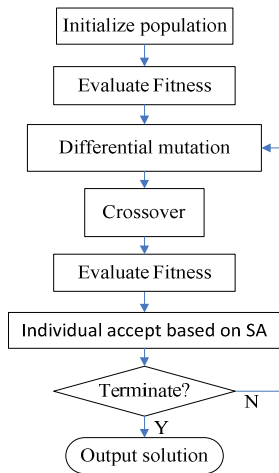 Initialize population
Evaluate Fitness
Differential mutation
Crossover
Evaluate Fitness
Individual accept based on SA
Terminate?
N
Y
Output solution